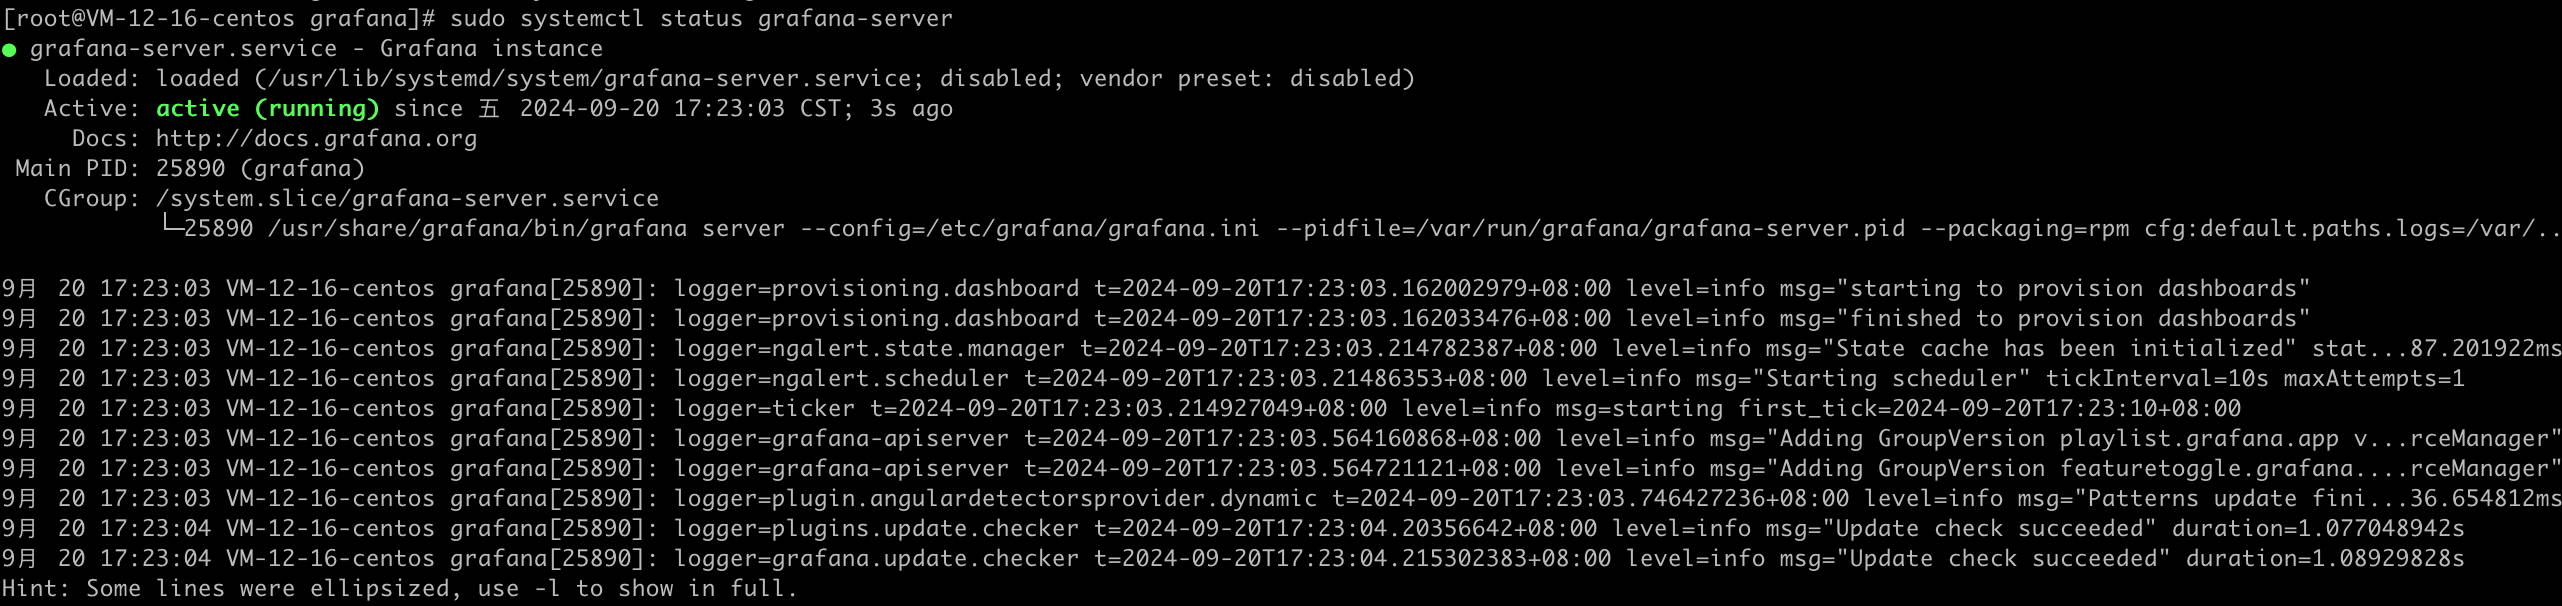 [root@VM-12-16-centos grafana]# sudo systemctl status grafana-server
● grafana-server.service - Grafana instance
   Loaded: loaded (/usr/lib/systemd/system/grafana-server.service; disabled; vendor preset: disabled)
   Active: active (running) since 五 2024-09-20 17:23:03 CST; 3s ago
     Docs: http://docs.grafana.org
 Main PID: 25890 (grafana)
   CGroup: /system.slice/grafana-server.service
           └─25890 /usr/share/grafana/bin/grafana server --config=/etc/grafana/grafana.ini --pidfile=/var/run/grafana/grafana-server.pid --packaging=rpm cfg:default.paths.logs=/var/..

9月 20 17:23:03 VM-12-16-centos grafana[25890]: logger=provisioning.dashboard t=2024-09-20T17:23:03.162002979+08:00 level=info msg="starting to provision dashboards"
9月 20 17:23:03 VM-12-16-centos grafana[25890]: logger=provisioning.dashboard t=2024-09-20T17:23:03.162033476+08:00 level=info msg="finished to provision dashboards"
9月 20 17:23:03 VM-12-16-centos grafana[25890]: logger=ngalert.state.manager t=2024-09-20T17:23:03.214782387+08:00 level=info msg="State cache has been initialized" stat...87.201922ms
9月 20 17:23:03 VM-12-16-centos grafana[25890]: logger=ngalert.scheduler t=2024-09-20T17:23:03.21486353+08:00 level=info msg="Starting scheduler" tickInterval=10s maxAttempts=1
9月 20 17:23:03 VM-12-16-centos grafana[25890]: logger=ticker t=2024-09-20T17:23:03.214927049+08:00 level=info msg=starting first_tick=2024-09-20T17:23:10+08:00
9月 20 17:23:03 VM-12-16-centos grafana[25890]: logger=grafana-apiserver t=2024-09-20T17:23:03.564160868+08:00 level=info msg="Adding GroupVersion playlist.grafana.app v...rceManager"
9月 20 17:23:03 VM-12-16-centos grafana[25890]: logger=grafana-apiserver t=2024-09-20T17:23:03.564721121+08:00 level=info msg="Adding GroupVersion featuretoggle.grafana....rceManager"
9月 20 17:23:03 VM-12-16-centos grafana[25890]: logger=plugin.angulardetectorsprovider.dynamic t=2024-09-20T17:23:03.746427236+08:00 level=info msg="Patterns update fini...36.654812ms
9月 20 17:23:04 VM-12-16-centos grafana[25890]: logger=plugins.update.checker t=2024-09-20T17:23:04.20356642+08:00 level=info msg="Update check succeeded" duration=1.077048942s
9月 20 17:23:04 VM-12-16-centos grafana[25890]: logger=grafana.update.checker t=2024-09-20T17:23:04.215302383+08:00 level=info msg="Update check succeeded" duration=1.08929828s
Hint: Some lines were ellipsized, use -l to show in full.